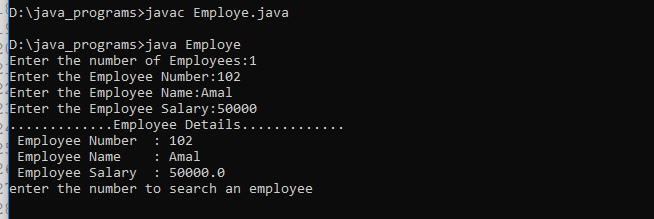 D:\java_programs>javac Employe.java
D:\java_programs>java Employe
Enter the number of Employees:1
Enter the Employee Number:102
Enter the Employee Name:Amal
Enter the Employee Salary:50000
.............Employee Details.............
Employee Number  : 102
Employee Name    : Amal
Employee Salary  : 50000.0
enter the number to search an employee